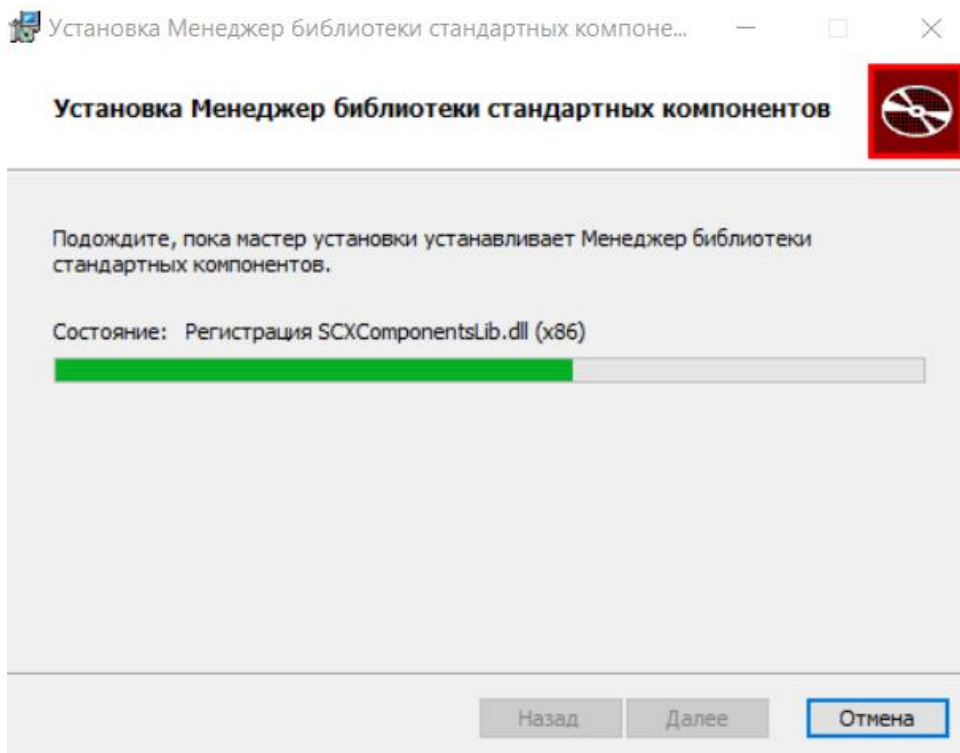 Установка Менеджер библиотеки стандартных компоне...
Установка Менеджер библиотеки стандартных компонентов
Подождите, пока мастер установки устанавливает Менеджер библиотеки
стандартных компонентов.
Состояние: Регистрация SCXComponentsLib.dll (x86)
Назад Далее Отмена